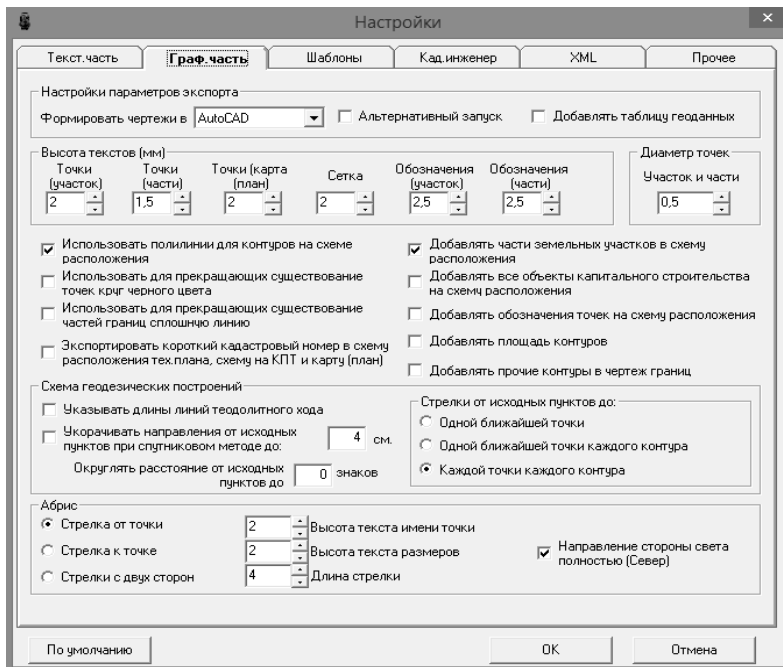 Настройки
Текст.часть Граф.часть Шаблоны Кад.инженер XML Прочее
Настройки параметров экспорта
Формировать чертежи в AutoCAD Альтернативный запуск Добавлять таблицу геоданных
Высота текстов (мм) Диаметр точек
Точки Точки Точки (карта Сетка Обозначения Обозначения Участок и части
(участок) (части) (план) (участок) (части)
2 1,5 2 2 2,5 2,5 0,5
Использовать полилинии для контуров на схеме
расположения
Использовать для прекращающих существование
точек круг черного цвета
Использовать для прекращающих существование
частей границ сплошную линию
Экспортировать короткий кадастровый номер в схему
расположения тех.плана, схему на КПТ и карту (план)
Добавлять части земельных участков в схему
расположения
Добавлять все объекты капитального строительства
на схему расположения
Добавлять обозначения точек на схему расположения
Добавлять площадь контуров
Добавлять прочие контуры в чертеж границ
Схема геодезических построений
Указывать длины линий теодолитного хода
Укорачивать направления от исходных
пунктов при спутниковом методе до: 4 см.
Округлять расстояние от исходных
пунктов до 0 знаков
Стрелки от исходных пунктов до:
Одной ближайшей точки
Одной ближайшей точки каждого контура
Каждой точки каждого контура
Абрис
Стрелка от точки 2 Высота текста имени точки
Стрелка к точке 2 Высота текста размеров
Стрелки с двух сторон 4 Длина стрелки
Направление стороны света
полностью (Север)
По умолчанию OK Отмена